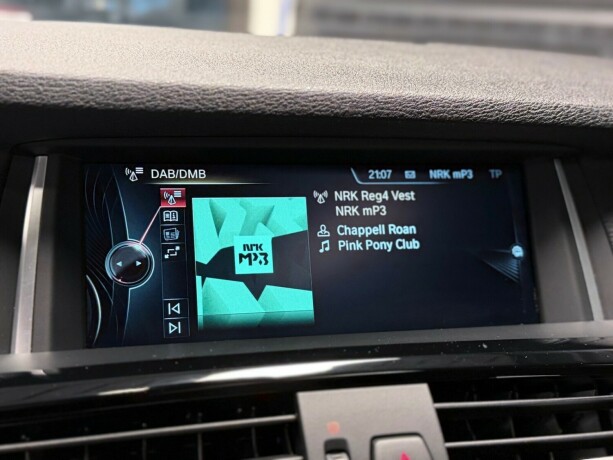 DAB/DMB
21:07 NRK mP3 TP
NRK Reg4 Vest
NRK mP3
Chappell Roan
Pink Pony Club
NRK
MP3